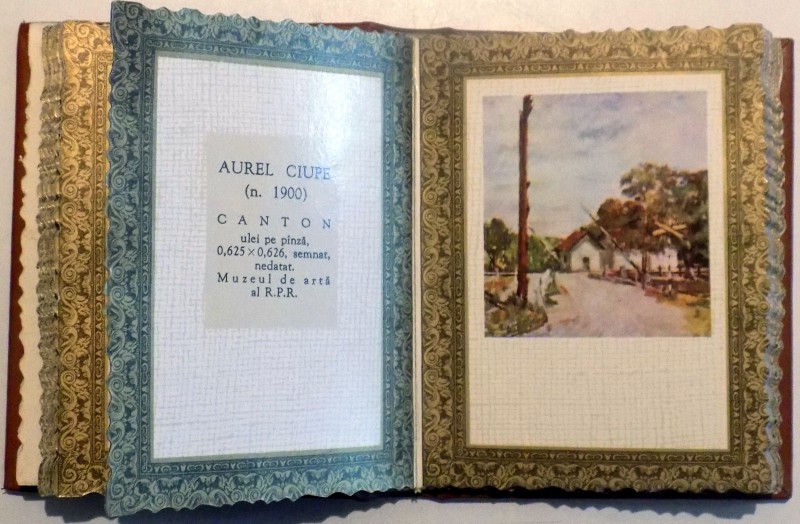 AUREL CIUPE
(n. 1900)
CANTON
ulei pe pînză,
0,625×0,626, semnat,
nedatat.
Muzeul de artă
al R.P.R.